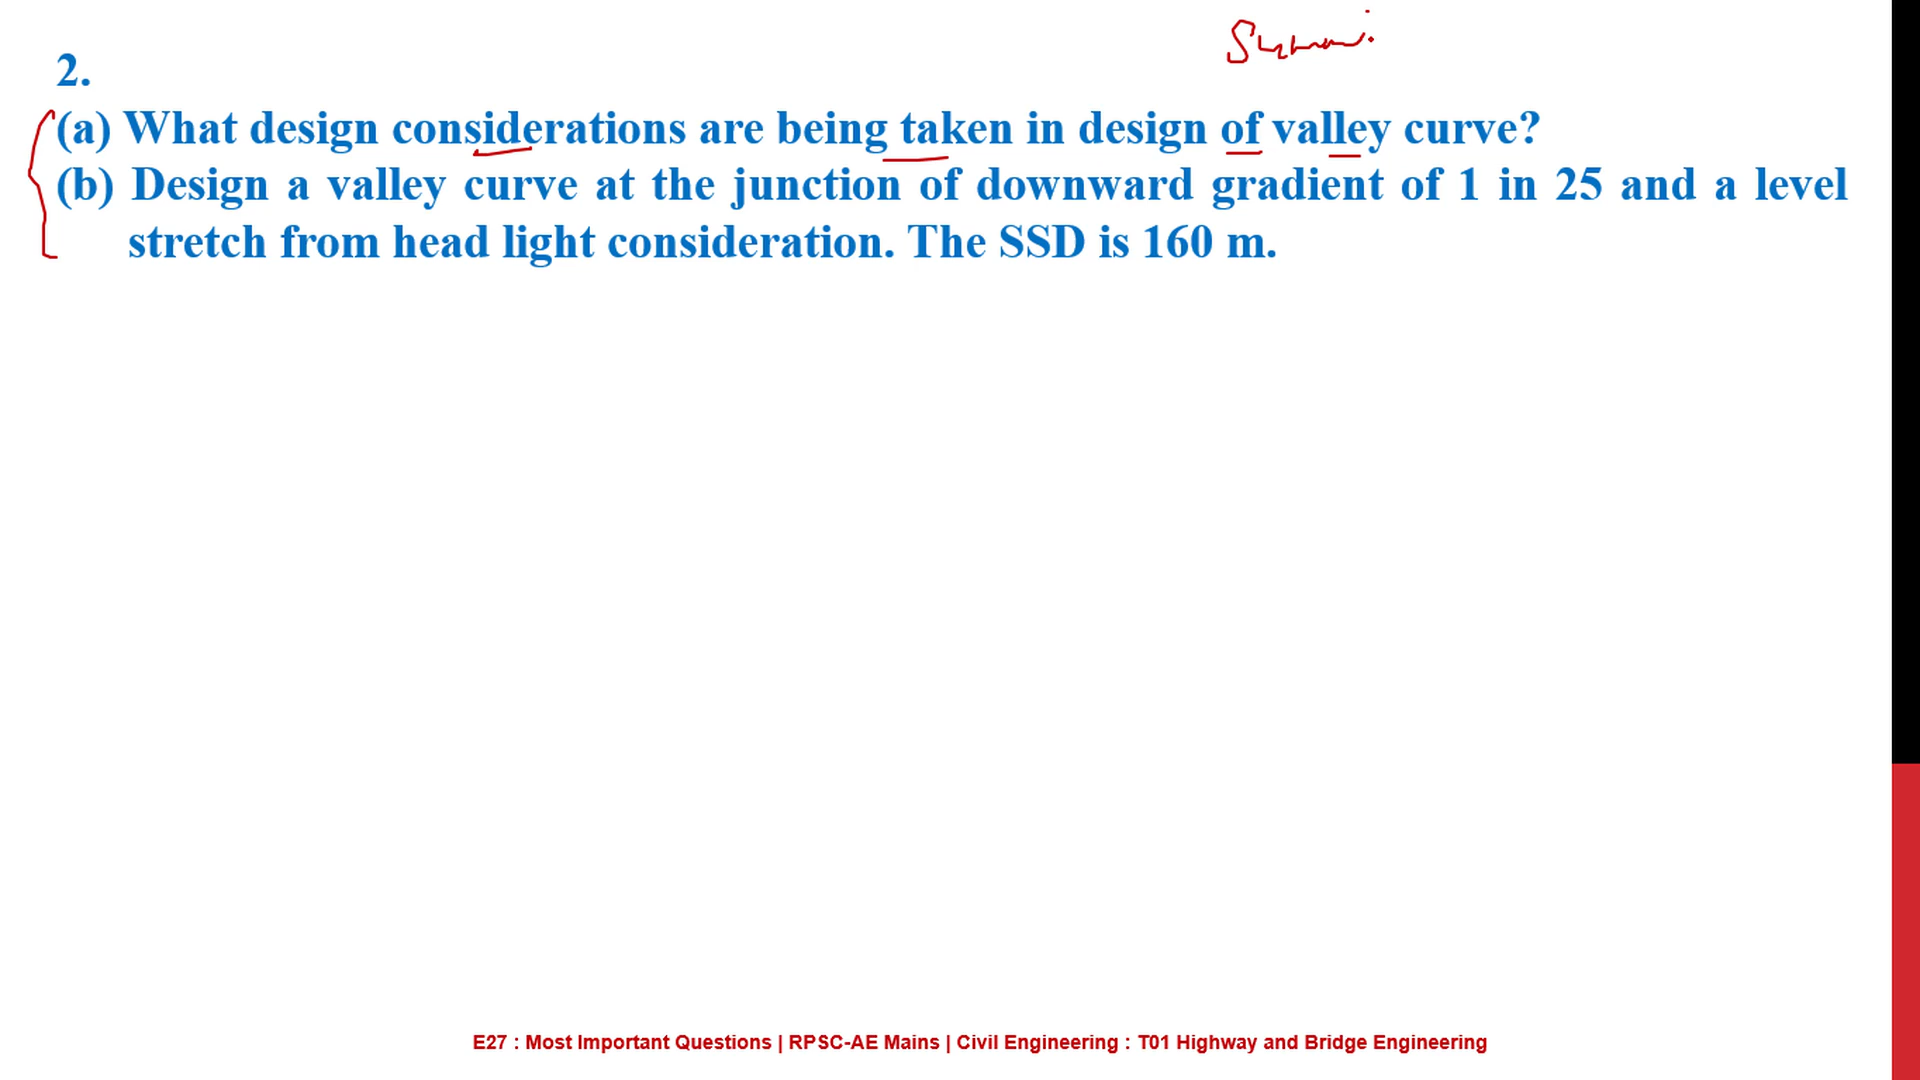 2.
(a) What design considerations are being taken in design of valley curve?
(b) Design a valley curve at the junction of downward gradient of 1 in 25 and a level
stretch from head light consideration. The SSD is 160 m.
E27 : Most Important Questions | RPSC-AE Mains | Civil Engineering : T01 Highway and Bridge Engineering